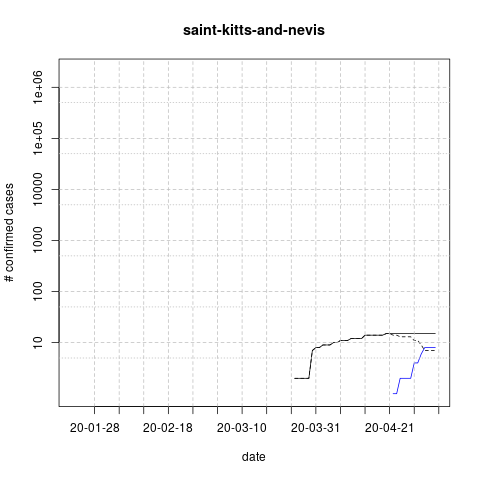 saint-kitts-and-nevis
# confirmed cases
1e+06
1e+05
10000
1000
100
10
20-01-28
20-02-18
20-03-10
20-03-31
20-04-21
date